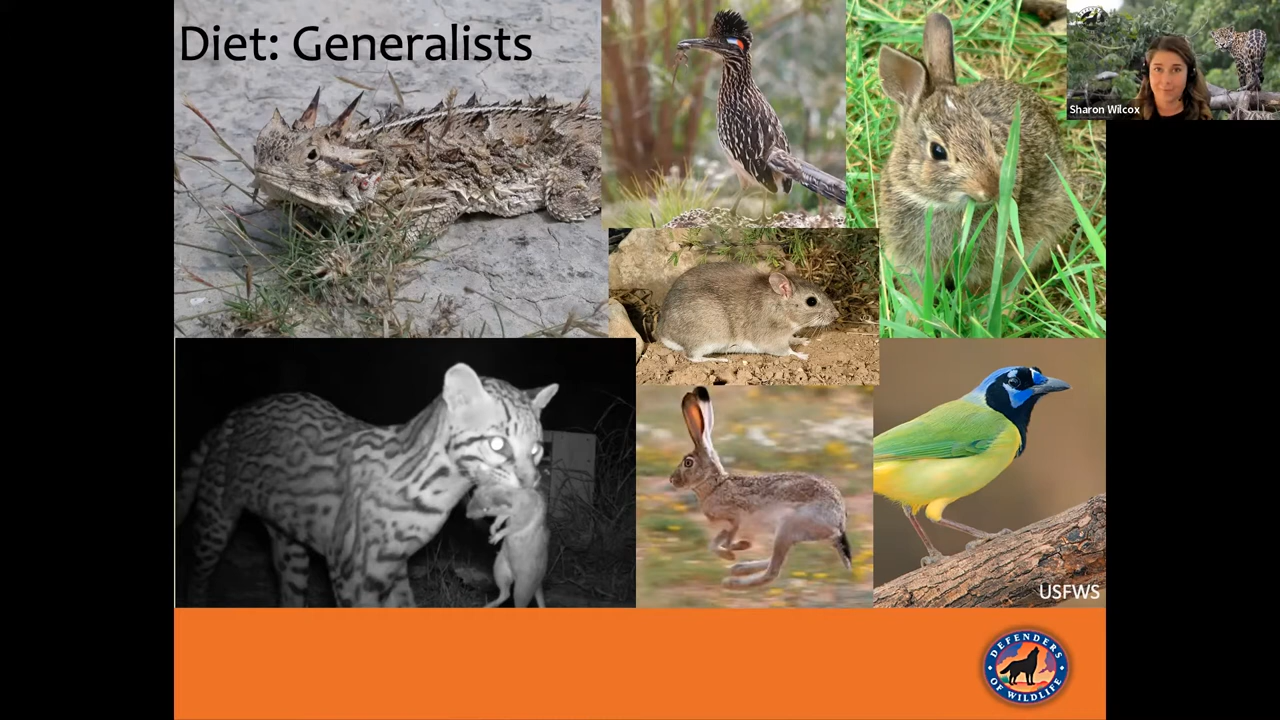 Diet: Generalists
Sharon Wilcox
USFWS
DEFENDERS
OF WILDLIFE